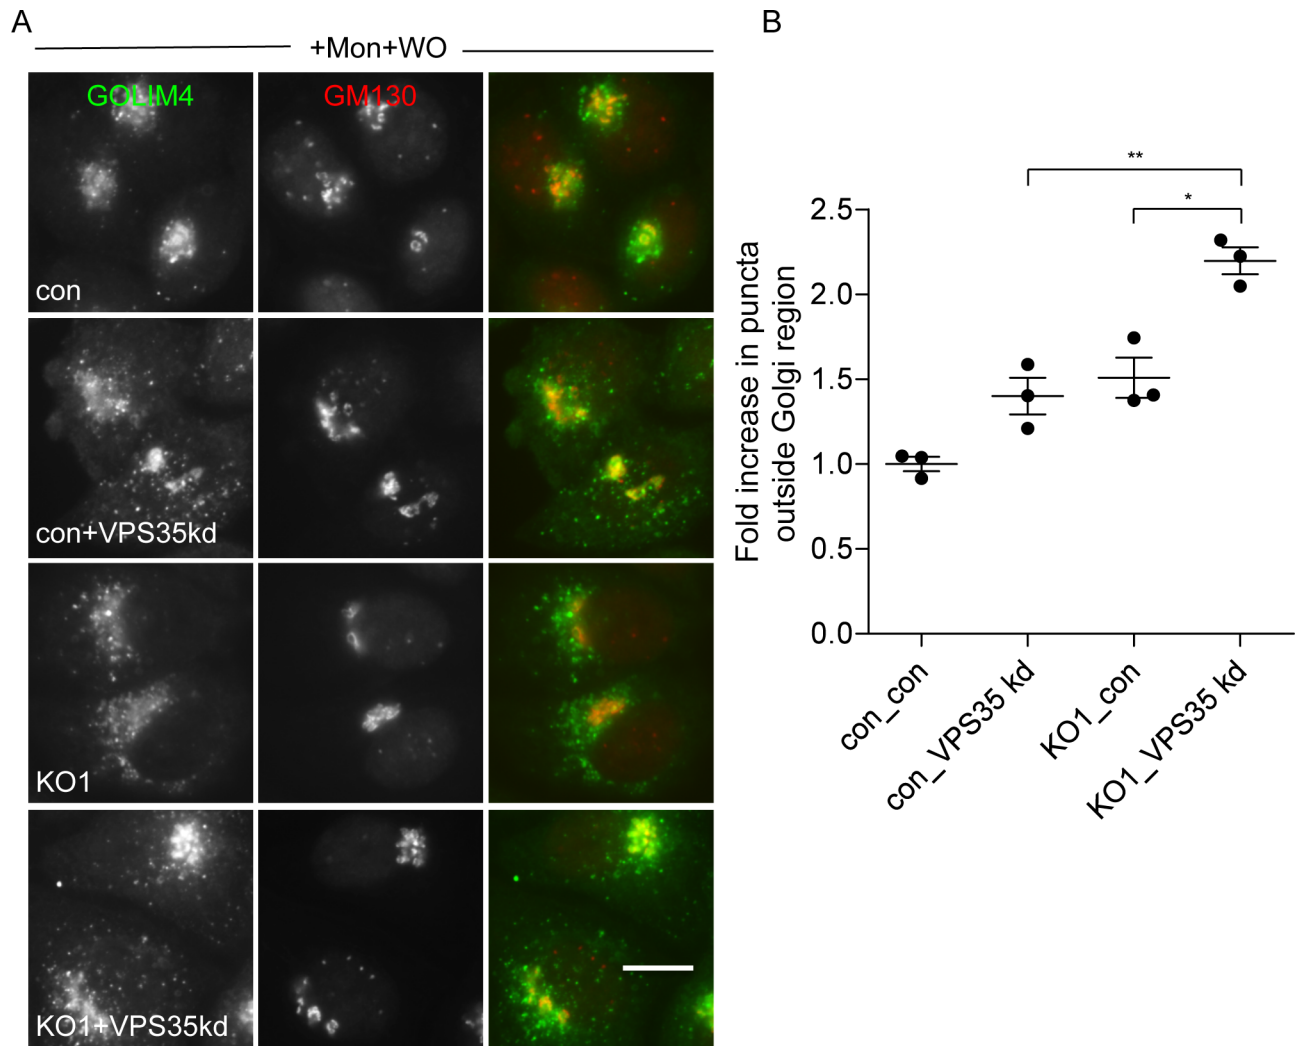 A
+Mon+WO
GOLIM4
GM130
con
con+VPS35kd
KO1
KO1+VPS35kd
B
**
*
2.5
2.0
1.5
1.0
0.5
0.0
Fold increase in puncta
outside Golgi region
con_con
con_VPS35 kd
KO1_con
KO1_VPS35 kd